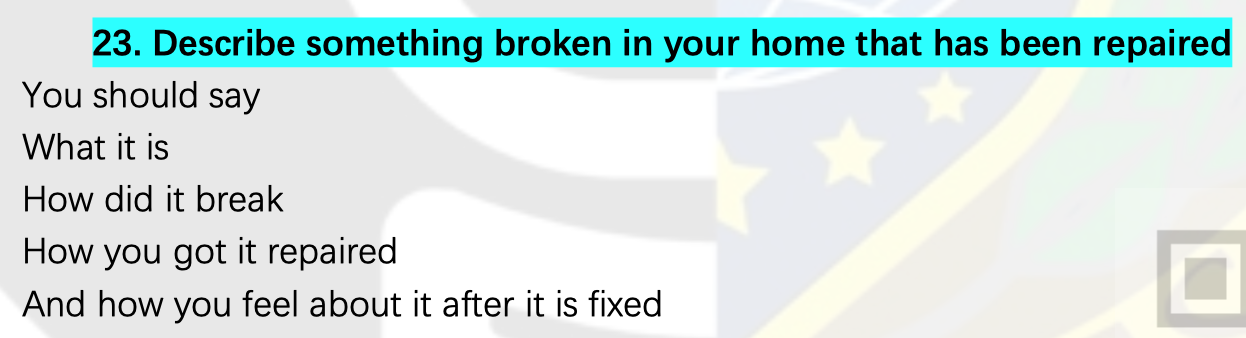 23. Describe something broken in your home that has been repaired
You should say
What it is
How did it break
How you got it repaired
And how you feel about it after it is fixed